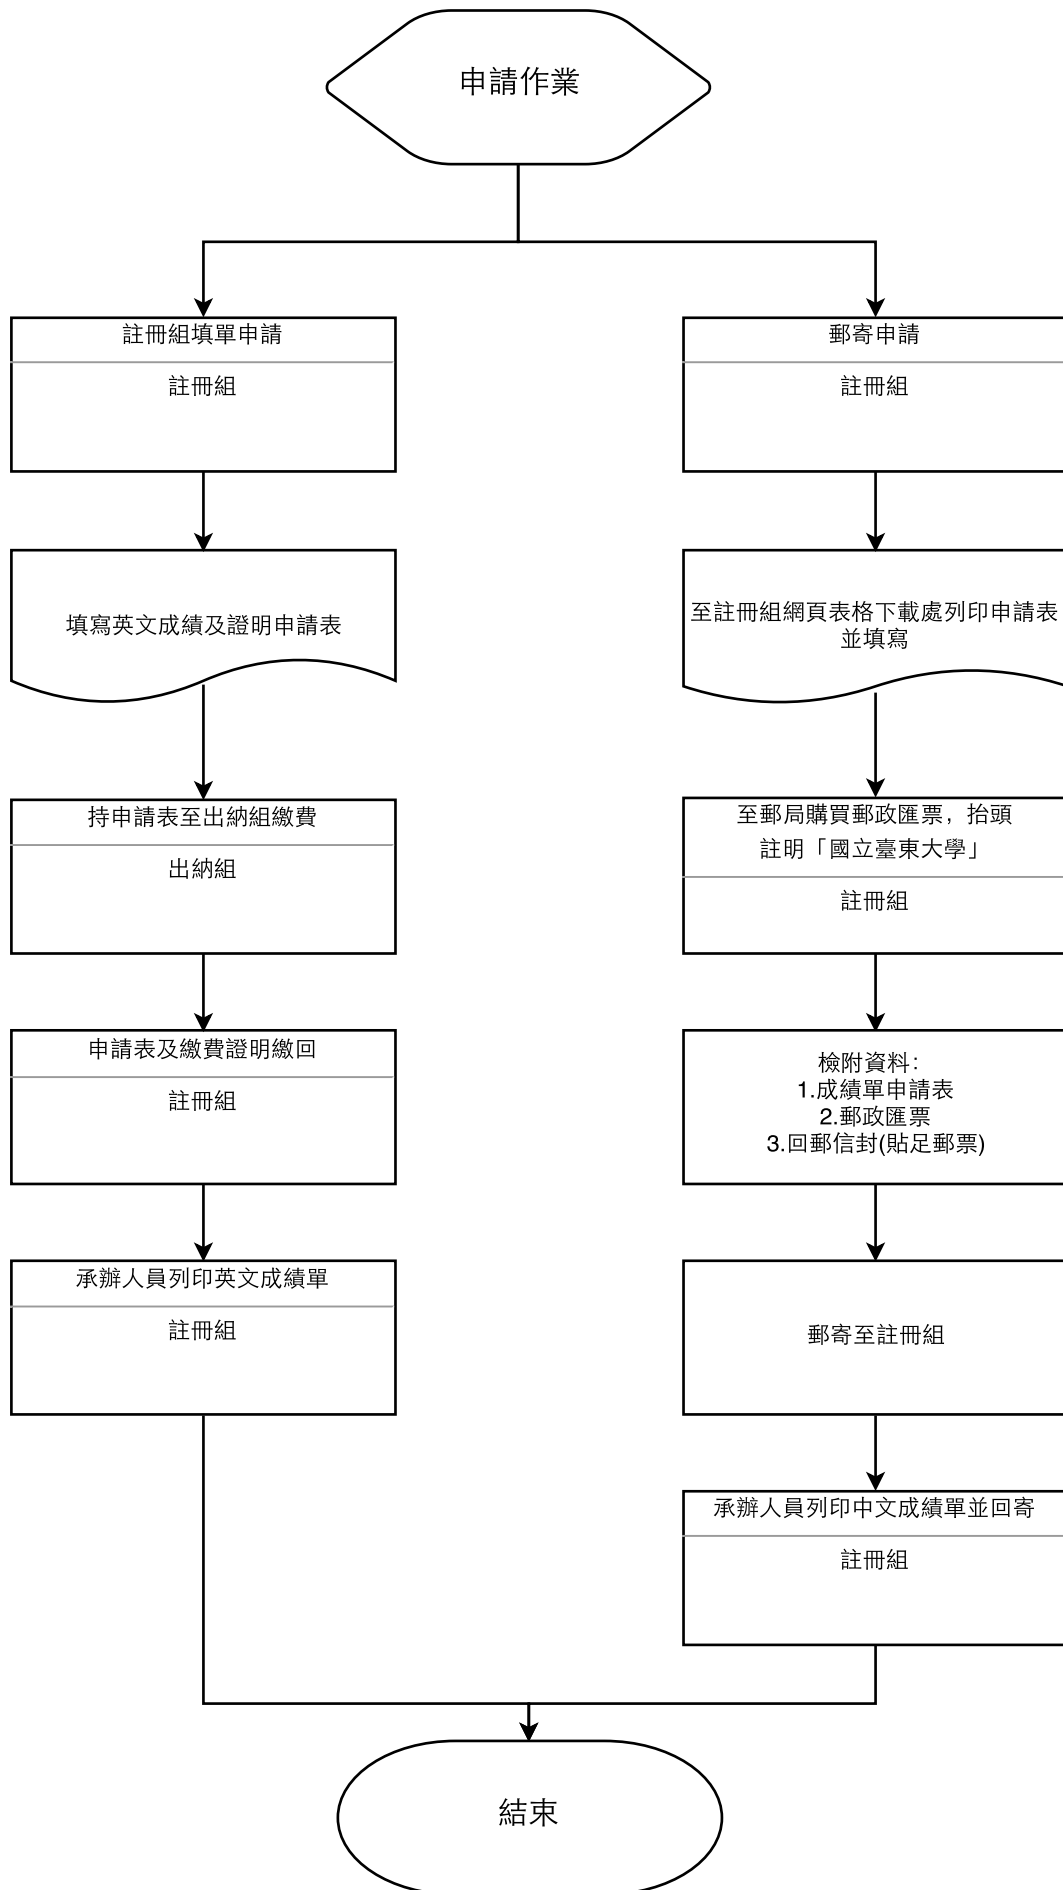 申請作業
註冊組填單申請
註冊組
填寫英文成績及證明申請表
持申請表至出納組繳費
出納組
申請表及繳費證明繳回
註冊組
承辦人員列印英文成績單
註冊組
郵寄申請
註冊組
至註冊組網頁表格下載處列印申請表
並填寫
至郵局購買郵政匯票，抬頭
註明「國立臺東大學」
註冊組
檢附資料：
1.成績單申請表
2.郵政匯票
3.回郵信封(貼足郵票)
郵寄至註冊組
承辦人員列印中文成績單並回寄
註冊組
結束